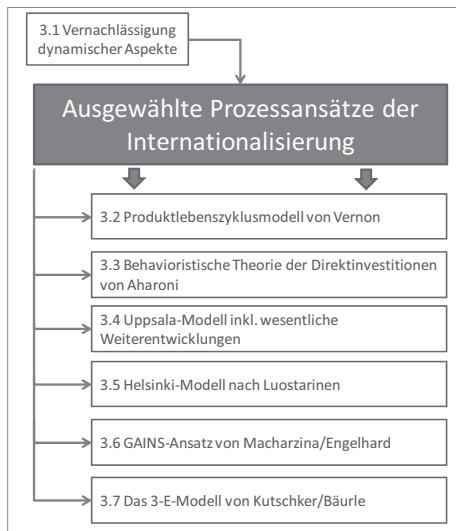 3.1 Vernachlässigung
dynamischer Aspekte
Ausgewählte Prozessansätze der
Internationalisierung
3.2 Produktlebenszyklusmodell von Vernon
3.3 Behavioristische Theorie der Direktinvestitionen
von Aharoni
3.4 Uppsala-Modell inkl. wesentliche
Weiterentwicklungen
3.5 Helsinki-Modell nach Luostarinen
3.6 GAINS-Ansatz von Macharzina/Engelhard
3.7 Das 3-E-Modell von Kutschker/Bäurle